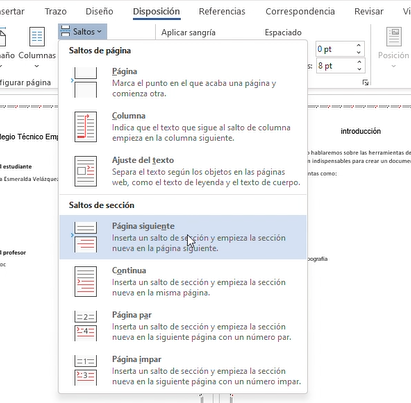 sertar Trazo Diseño Disposición Referencias Correspondencia Revisar
Saltos Aplicar sangría Espaciado
Columnas 0 pt Posición
8 pt
figurar página
Saltos de página
Página
Marca el punto en el que acaba una página y
comienza otra.
Columna
Indica que el texto que sigue al salto de columna
empieza en la columna siguiente.
Ajuste del texto
Separa el texto según los objetos en las páginas
web, como el texto de leyenda y el texto de cuerpo.
Saltos de sección
Página siguiente
Inserta un salto de sección y empieza la sección
nueva en la página siguiente.
Continua
Inserta un salto de sección y empieza la sección
nueva en la misma página.
Página par
Inserta un salto de sección y empieza la sección
nueva en la siguiente página con un número par.
Página impar
Inserta un salto de sección y empieza la sección
nueva en la siguiente página con un número impar.
legio Técnico Emp
l estudiante
a Esmeralda Velázquez
l profesor
introducción
hablaremos sobre las herramientas de
indispensables para crear un docume
ntas como:
ografía